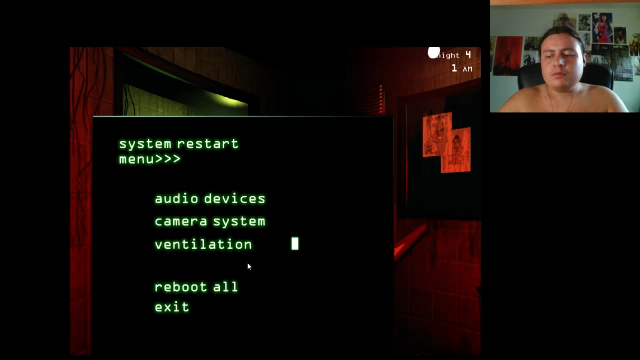 night 4
1 AM
system restart
menu>>>
audio devices
camera system
ventilation
reboot all
exit